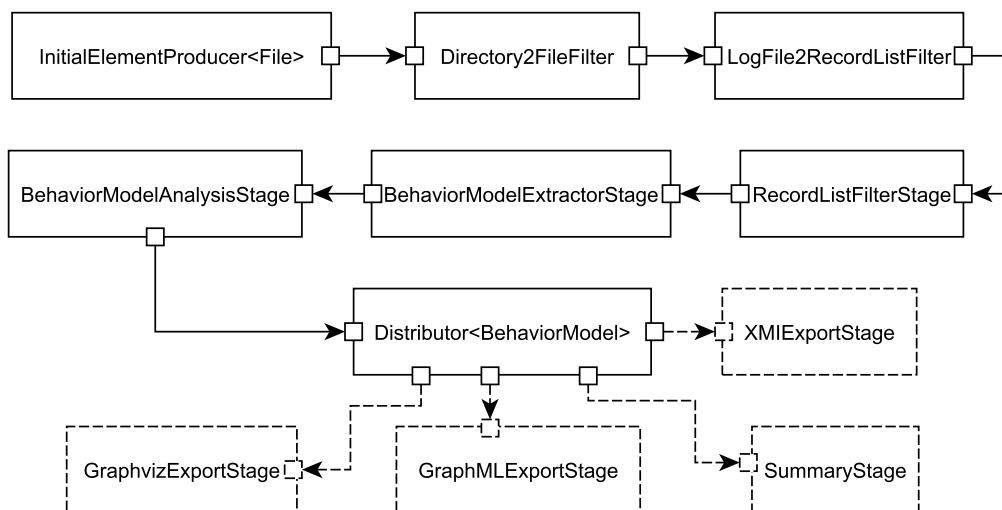 InitialElementProducer<File>
Directory2FileFilter
LogFile2RecordListFilter
BehaviorModelAnalysisStage
BehaviorModelExtractorStage
RecordListFilterStage
Distributor<BehaviorModel>
XMIExportStage
GraphvizExportStage
GraphMLExportStage
SummaryStage